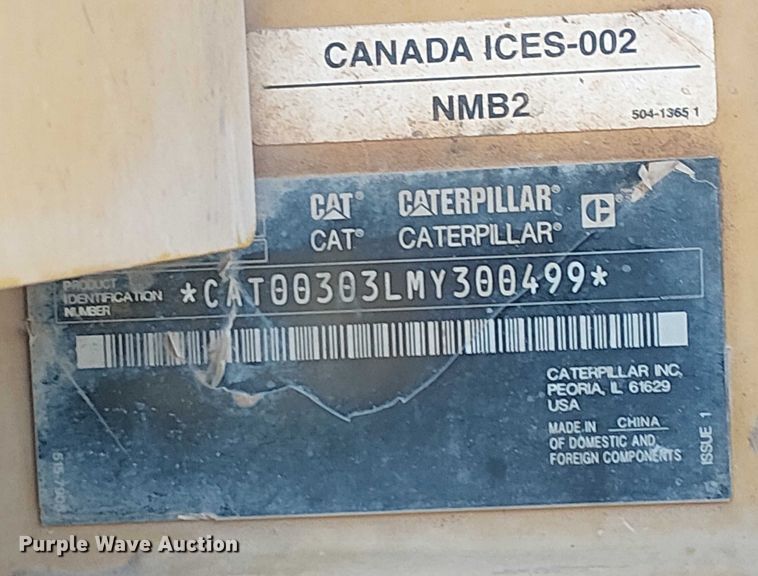 CANADA ICES-002
NMB2
504-1365 1
CAT® CATERPILLAR®
CAT® CATERPILLAR®
PRODUCT
IDENTIFICATION
NUMBER
*CAT00303LMY300499*
CATERPILLAR INC,
PEORIA, IL 61629
USA
MADE IN CHINA
OF DOMESTIC AND
FOREIGN COMPONENTS
ISSUE 1
Purple Wave Auction